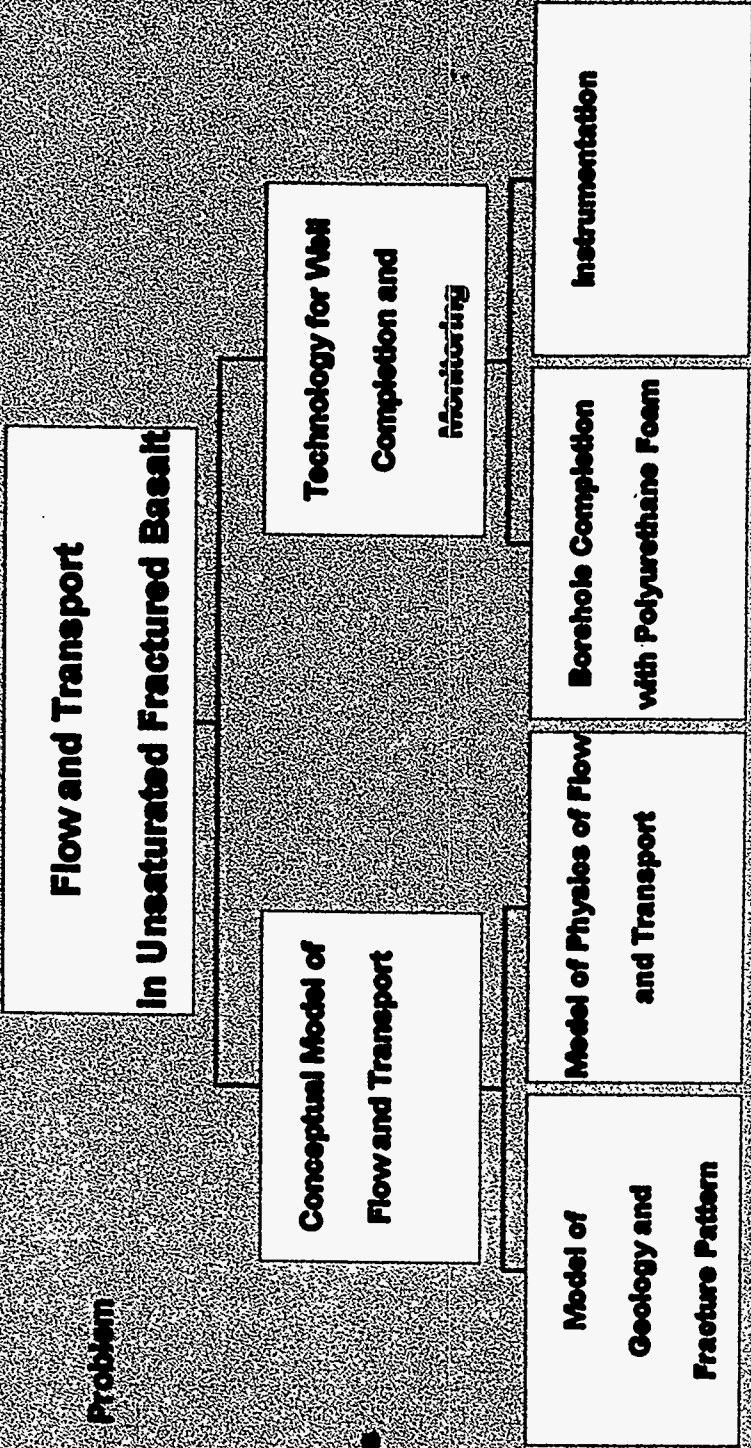 Problem
Flow and Transport
in Unsaturated Fractured Basalt
Conceptual Model of
Flow and Transport
Technology for Well
Completion and
Monitoring
Model of
Geology and
Fracture Pattern
Model of Physics of Flow
and Transport
Borehole Completion
with Polyurethane Foam
Instrumentation